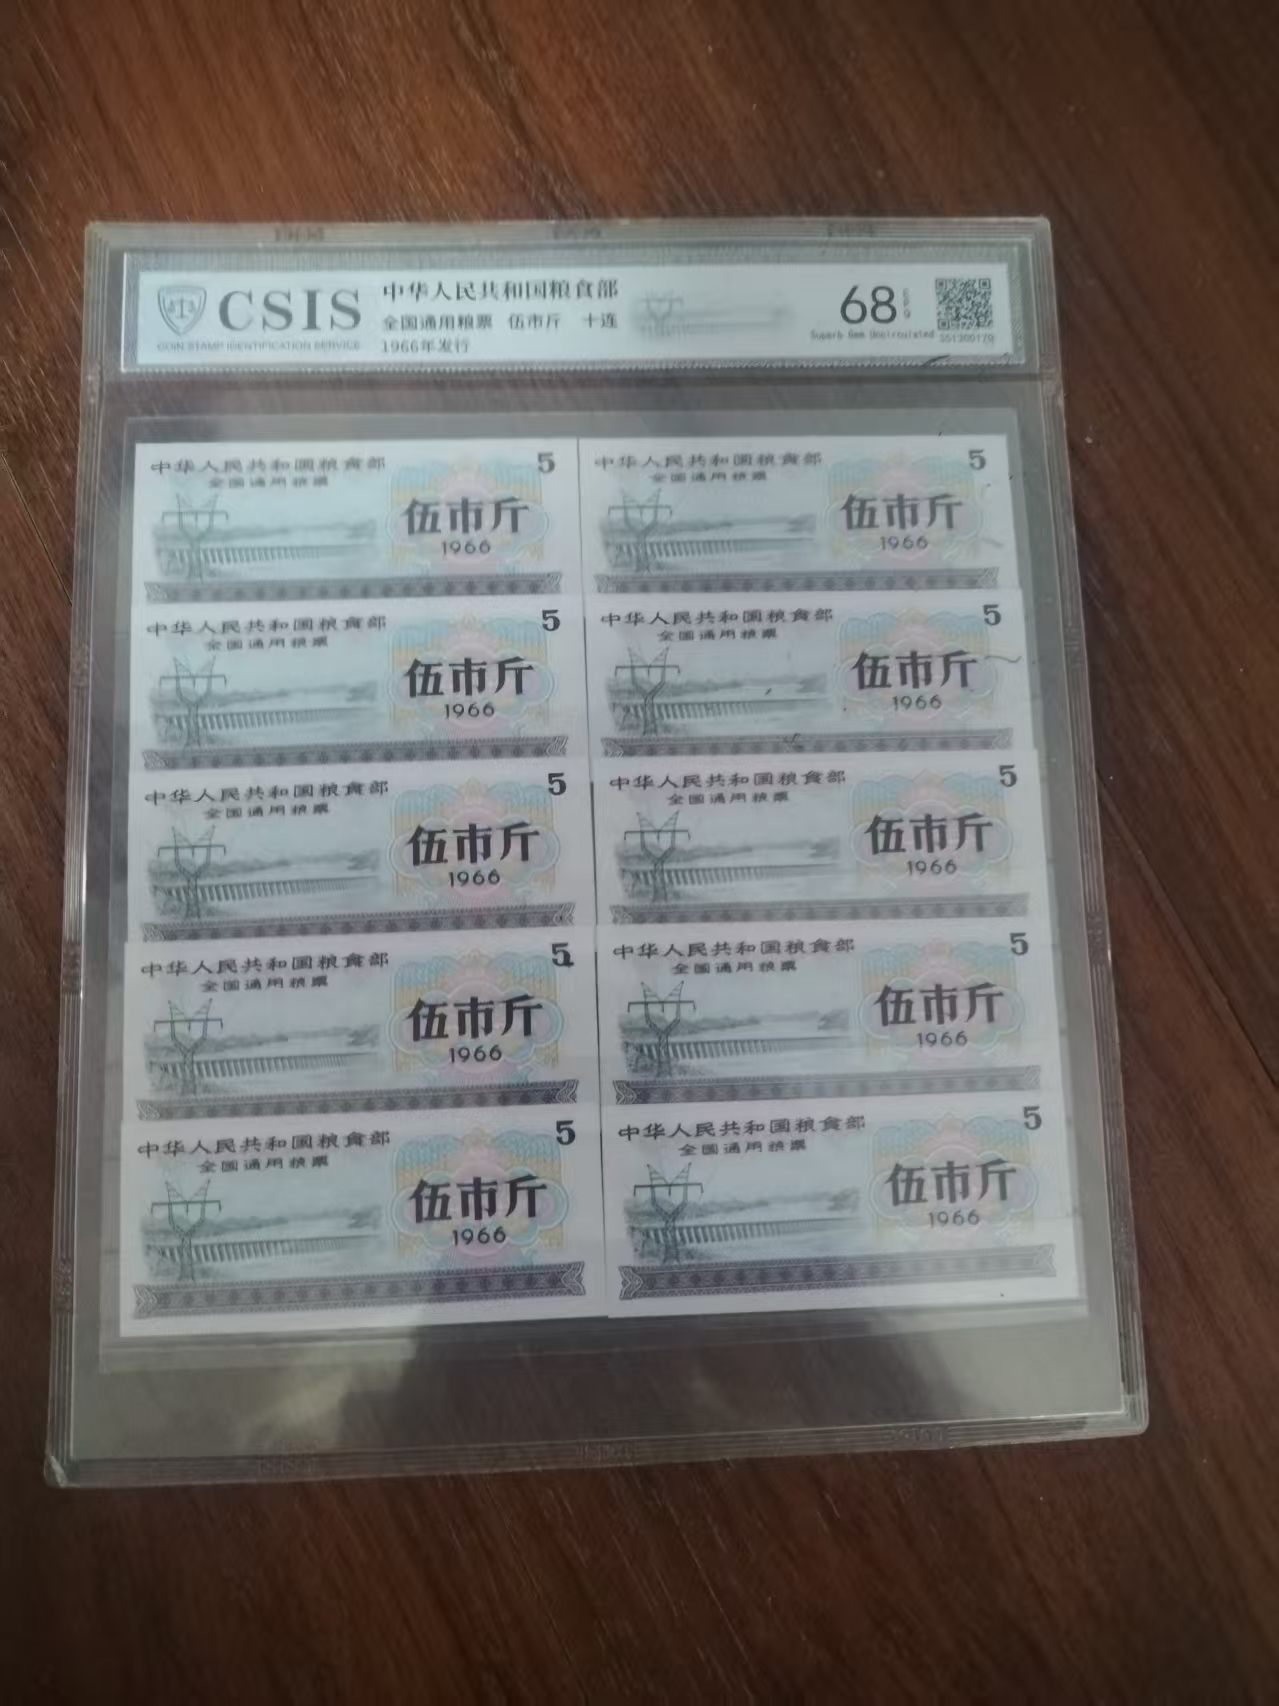 CSIS
COIN STAMP IDENTIFICATION SERVICE
中华人民共和国粮食部
全国通用粮票 伍市斤 十连
1966年发行
68
Superb Gem Uncirculated
中华人民共和国粮食部 5
全国通用粮票
伍市斤
1966
中华人民共和国粮食部 5
全国通用粮票
伍市斤
1966
中华人民共和国粮食部 5
全国通用粮票
伍市斤
1966
中华人民共和国粮食部 5
全国通用粮票
伍市斤
1966
中华人民共和国粮食部 5
全国通用粮票
伍市斤
1966
中华人民共和国粮食部 5
全国通用粮票
伍市斤
1966
中华人民共和国粮食部 5
全国通用粮票
伍市斤
1966
中华人民共和国粮食部 5
全国通用粮票
伍市斤
1966
中华人民共和国粮食部 5
全国通用粮票
伍市斤
1966
中华人民共和国粮食部 5
全国通用粮票
伍市斤
1966